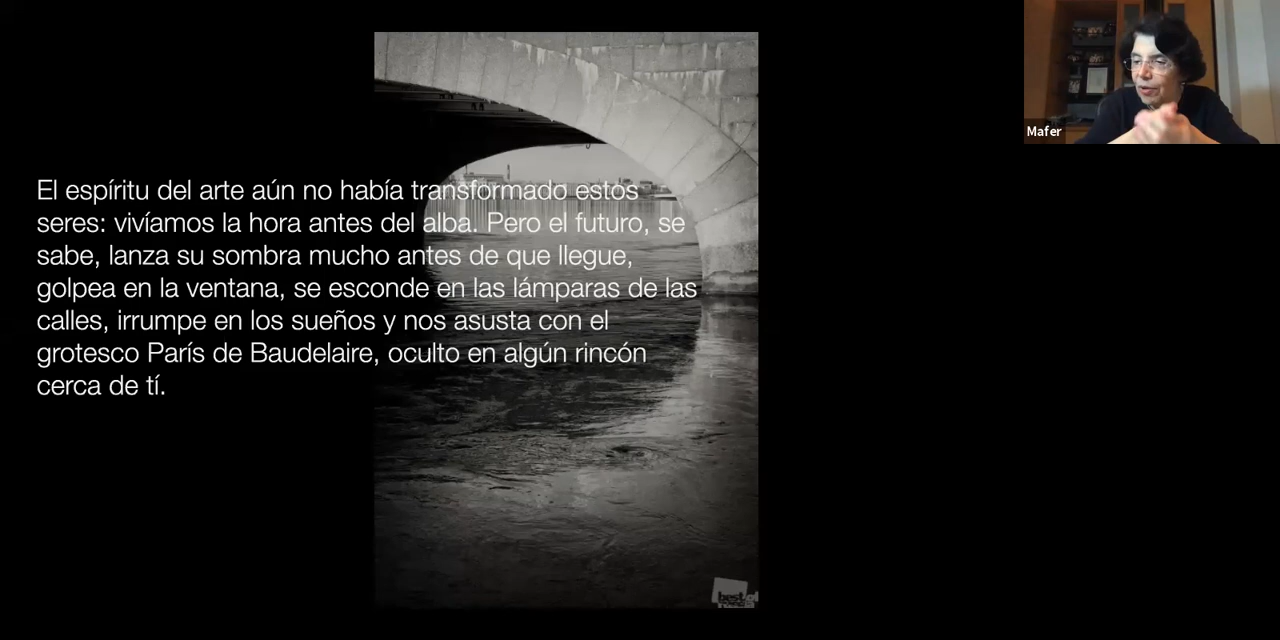 El espíritu del arte aún no había transformado estos
seres: vivíamos la hora antes del alba. Pero el futuro, se
sabe, lanza su sombra mucho antes de que llegue,
golpea en la ventana, se esconde en las lámparas de las
calles, irrumpe en los sueños y nos asusta con el
grotesco París de Baudelaire, oculto en algún rincón
cerca de tí.
Mafer
best of